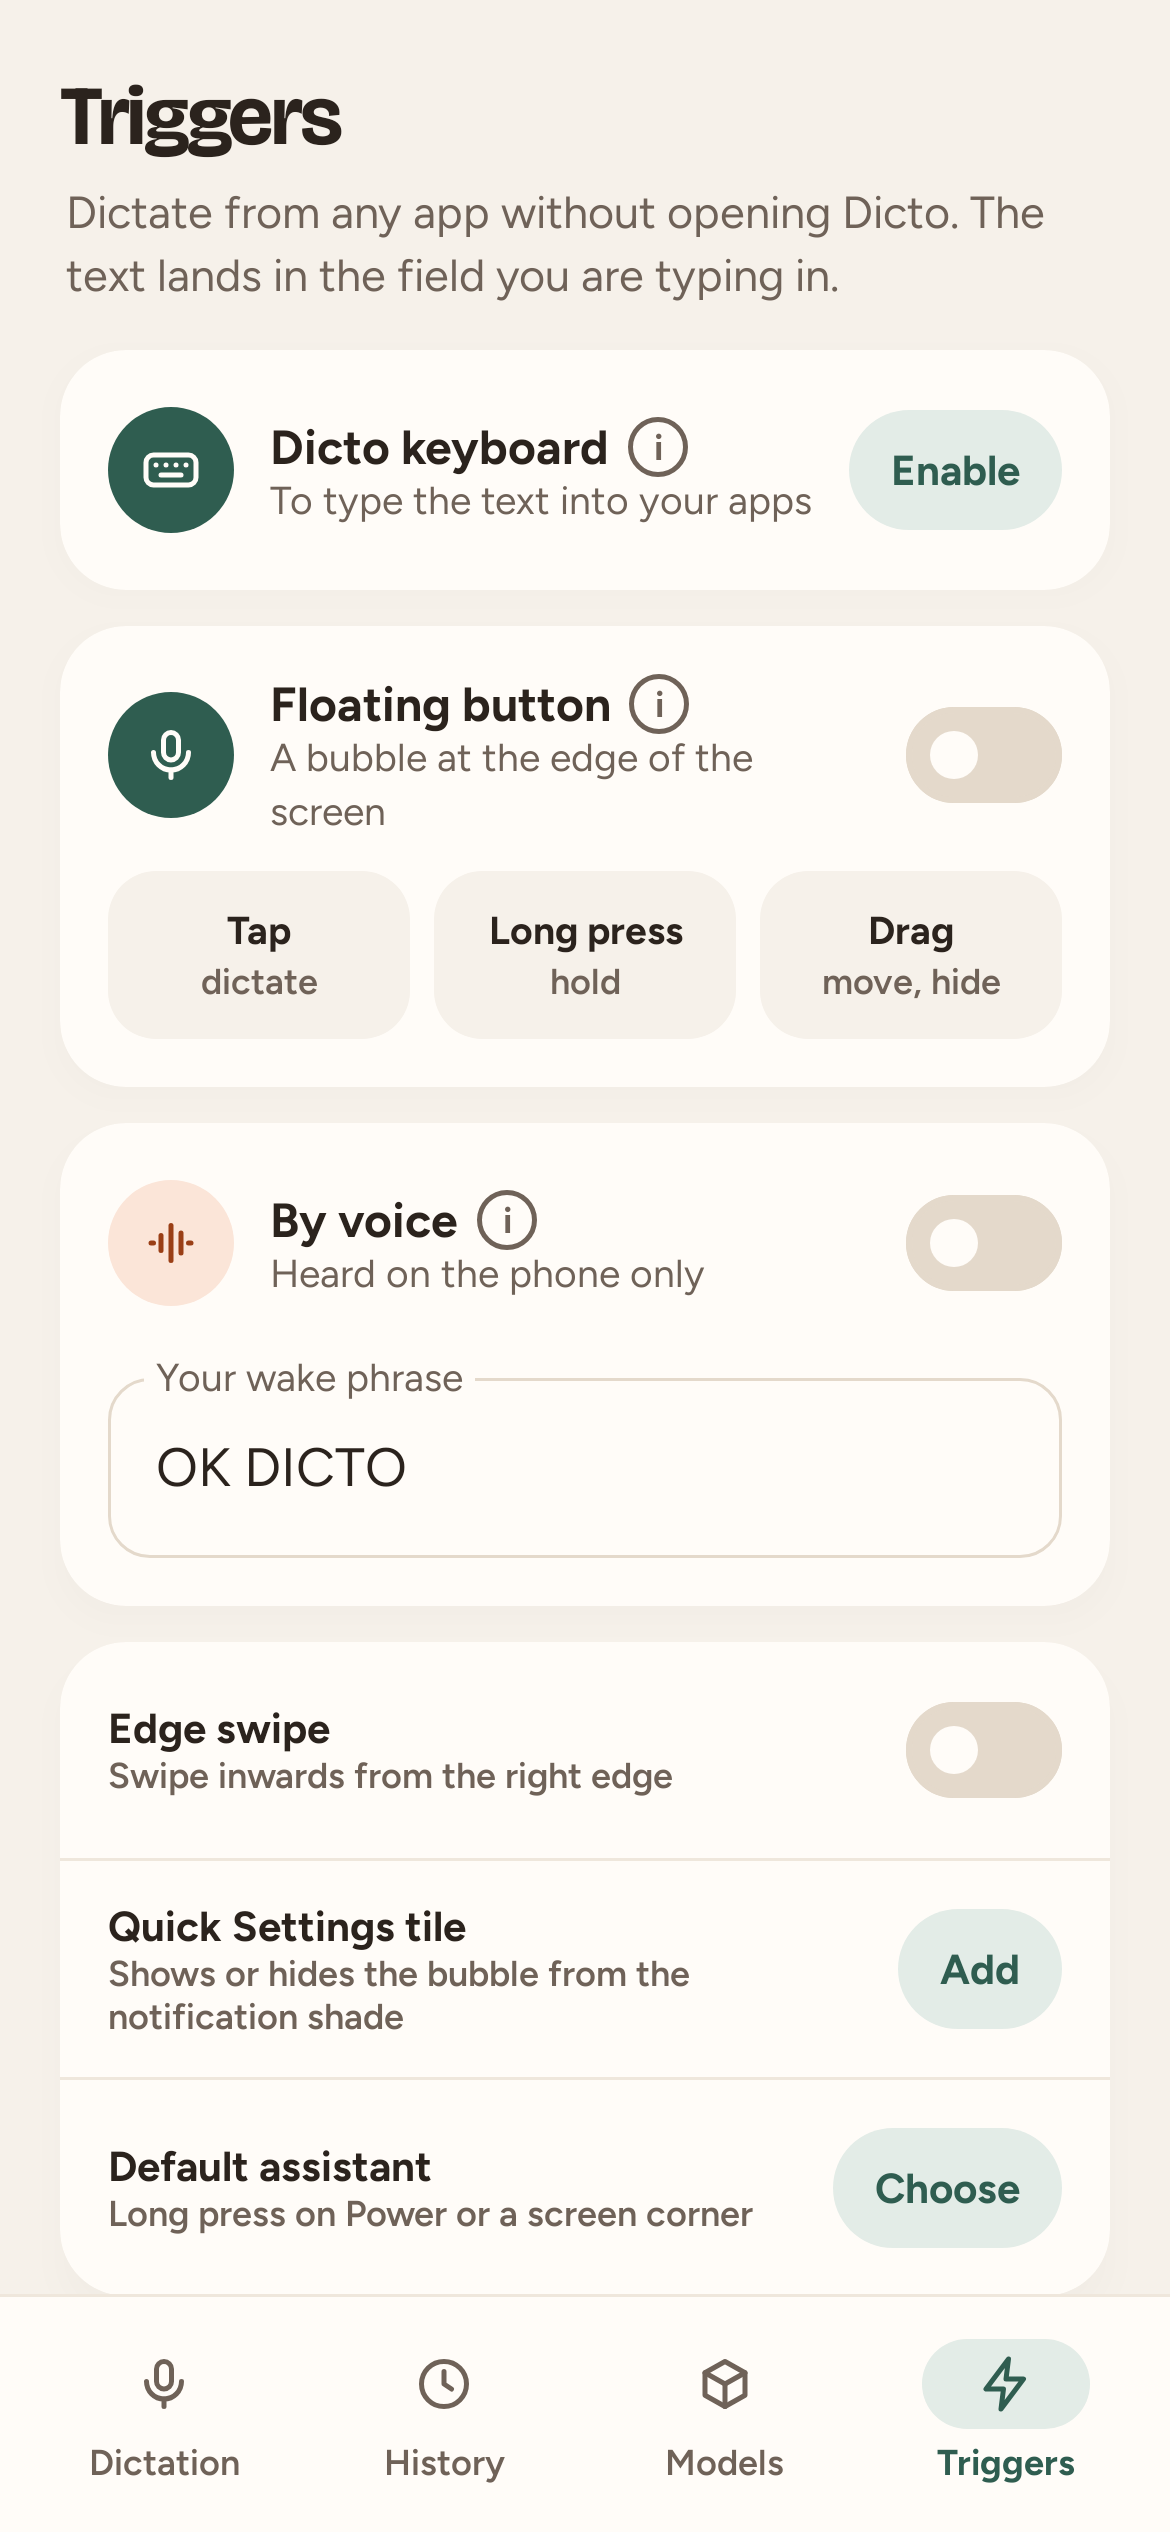 Triggers
Dictate from any app without opening Dicto. The
text lands in the field you are typing in.
Dicto keyboard
To type the text into your apps
Enable
Floating button
A bubble at the edge of the
screen
Tap
dictate
Long press
hold
Drag
move, hide
By voice
Heard on the phone only
Your wake phrase
OK DICTO
Edge swipe
Swipe inwards from the right edge
Quick Settings tile
Shows or hides the bubble from the
notification shade
Add
Default assistant
Long press on Power or a screen corner
Choose
Dictation
History
Models
Triggers